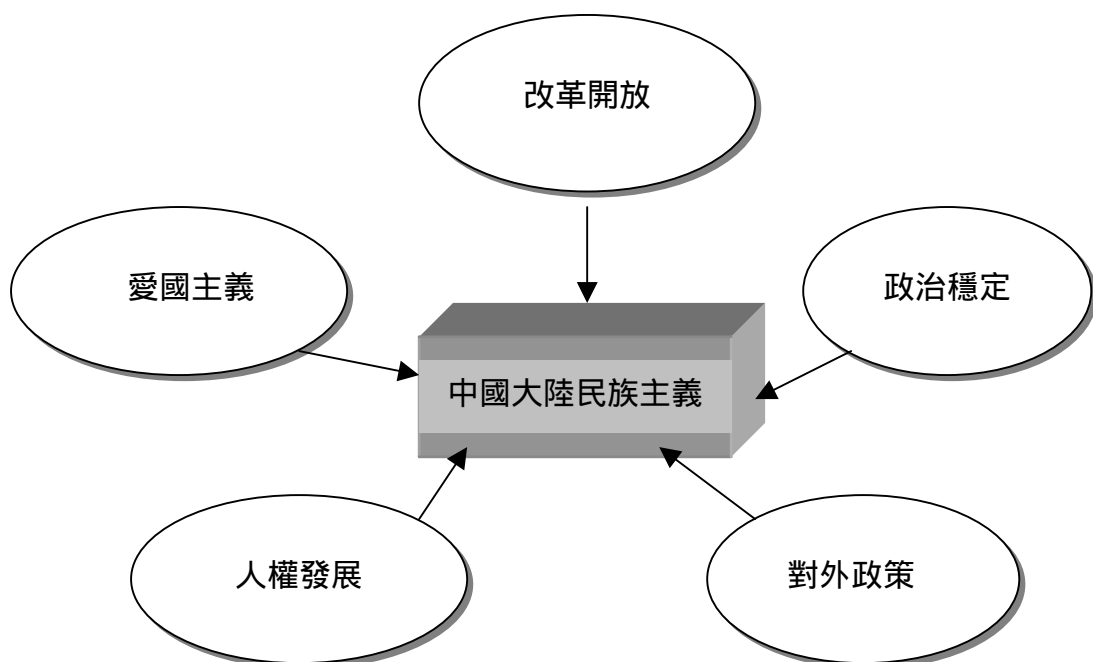 改革開放
愛國主義
政治穩定
中國大陸民族主義
人權發展
對外政策